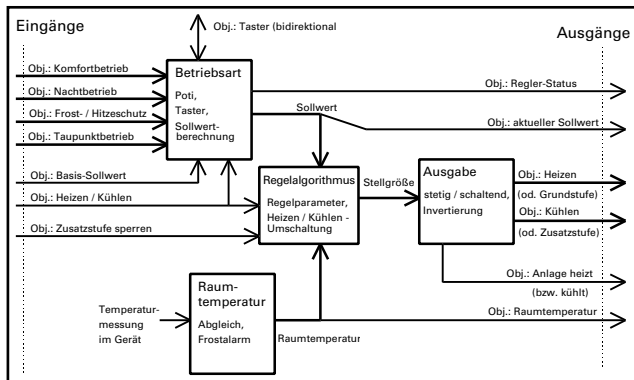 Eingänge
Obj.: Taster (bidirektional
Ausgänge
Obj.: Komfortbetrieb
Obj.: Nachtbetrieb
Obj.: Frost- / Hitzeschutz
Obj.: Taupunktbetrieb
Betriebsart
Poti,
Taster,
Sollwert-
berechnung
Obj.: Regler-Status
Sollwert
Obj.: aktueller Sollwert
Obj.: Basis-Sollwert
Obj.: Heizen / Kühlen
Obj.: Zusatzstufe sperren
Regelalgorithmus
Regelparameter,
Heizen / Kühlen -
Umschaltung
Stellgröße
Ausgabe
stetig / schaltend,
Invertierung
Obj.: Heizen
(od. Grundstufe)
Obj.: Kühlen
(od. Zusatzstufe)
Obj.: Anlage heizt
(bzw. kühlt)
Temperatur-
messung
im Gerät
Raum-
temperatur
Abgleich,
Frostalarm
Raumtemperatur
Obj.: Raumtemperatur